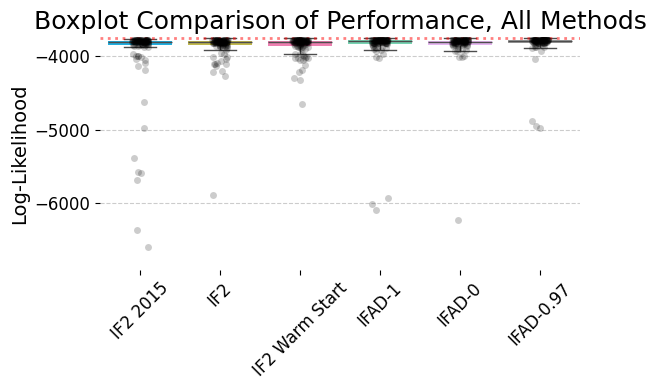 Boxplot Comparison of Performance, All Methods
Log-Likelihood
−4000
−5000
−6000
IF2 2015
IF2
IF2 Warm Start
IFAD-1
IFAD-0
IFAD-0.97